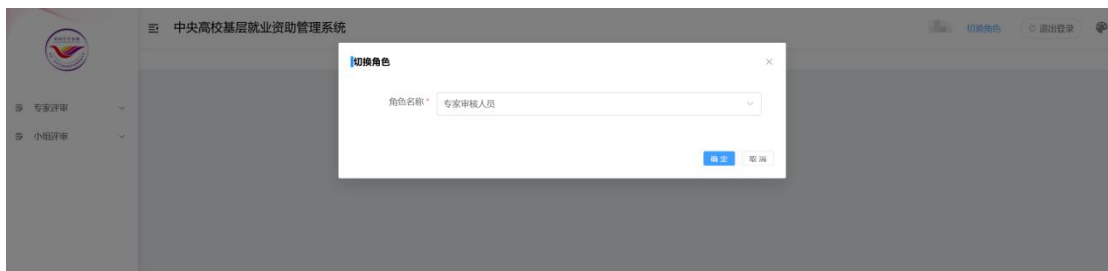 中央高校基层就业资助管理系统
切换角色
退出登录
切换角色
角色名称*
专家审核人员
专家评审
小组评审
确定
取消